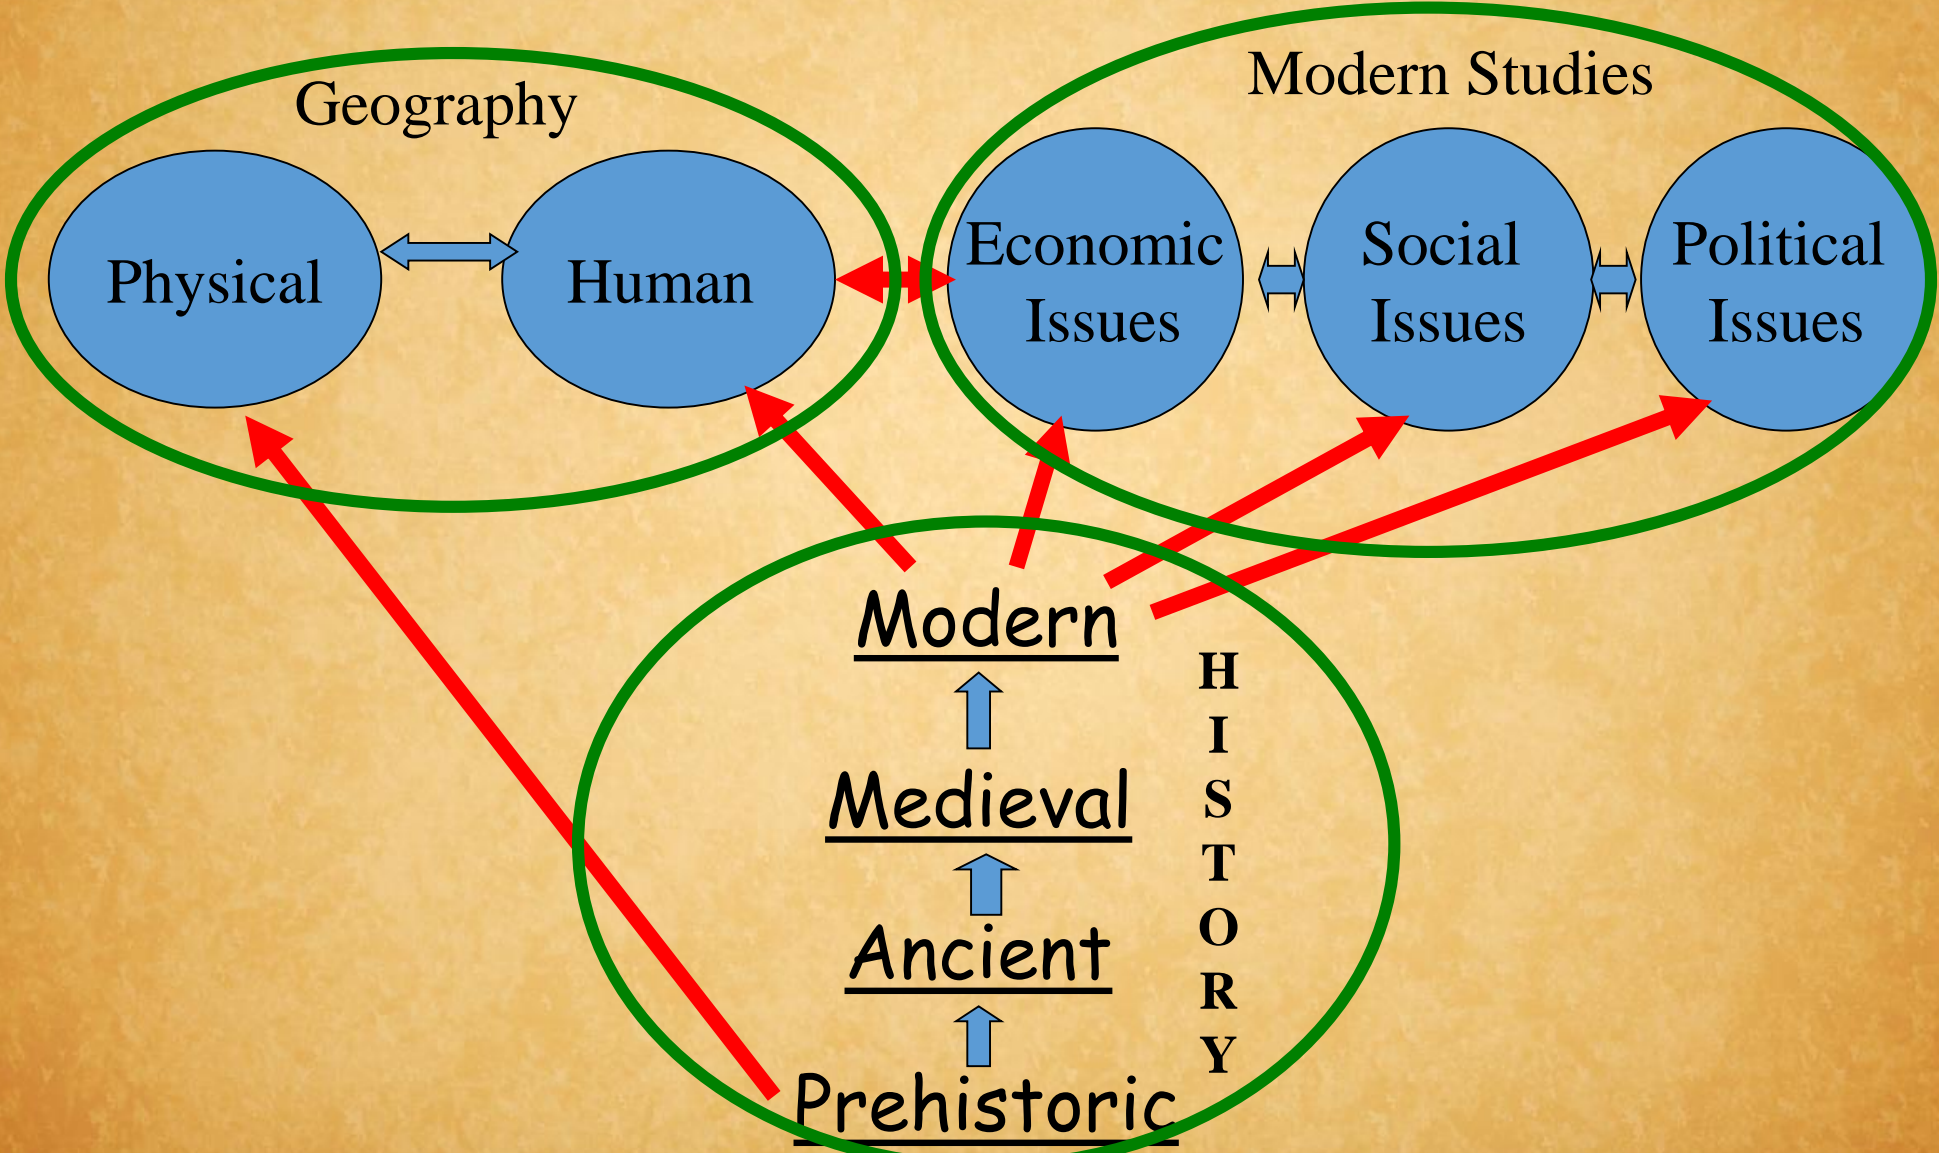 Geography
Modern Studies
Physical
Human
Economic
Issues
Social
Issues
Political
Issues
Modern
Medieval
Ancient
Prehistoric
H
I
S
T
O
R
Y